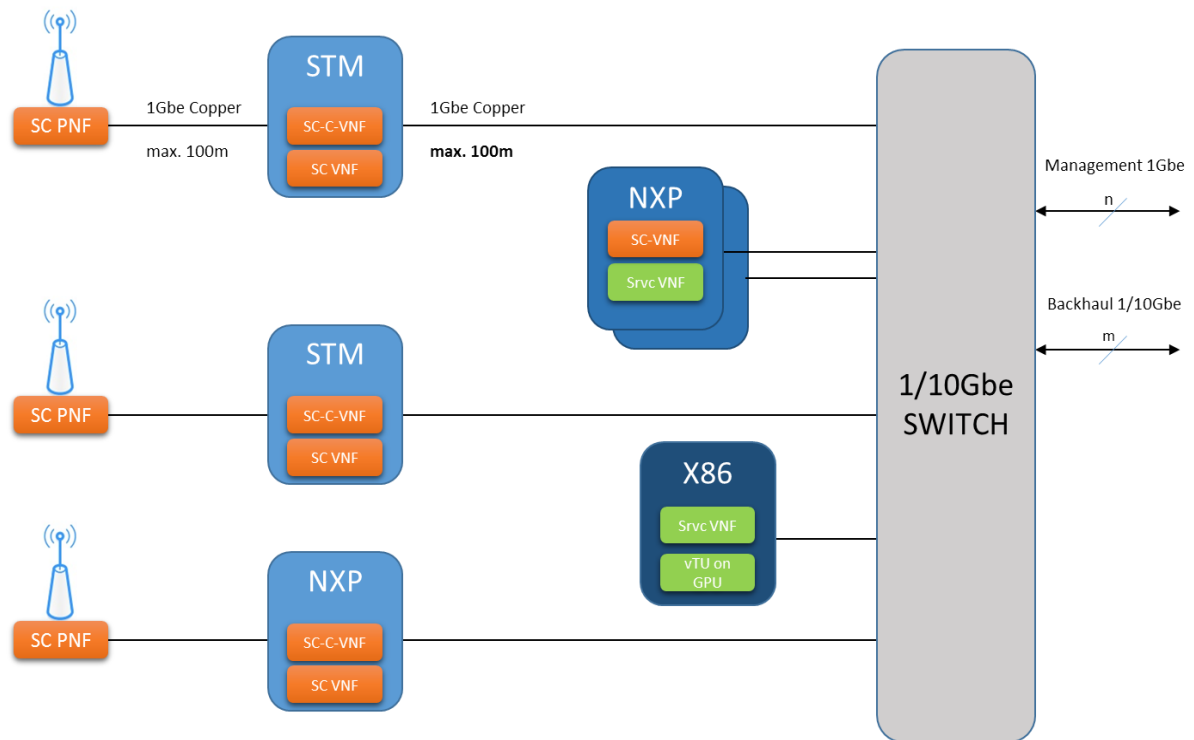 STM
1Gbe Copper
1Gbe Copper
SC PNF
SC-C-VNF
max. 100m
max. 100m
SC VNF
Management 1Gbe
NXP
n
SC-VNF
Srvc VNF
Backhaul 1/10Gbe
m
STM
1/10Gbe
SWITCH
SC PNF
SC-C-VNF
SC VNF
X86
Srvc VNF
vTU on
GPU
NXP
SC PNF
SC-C-VNF
SC VNF